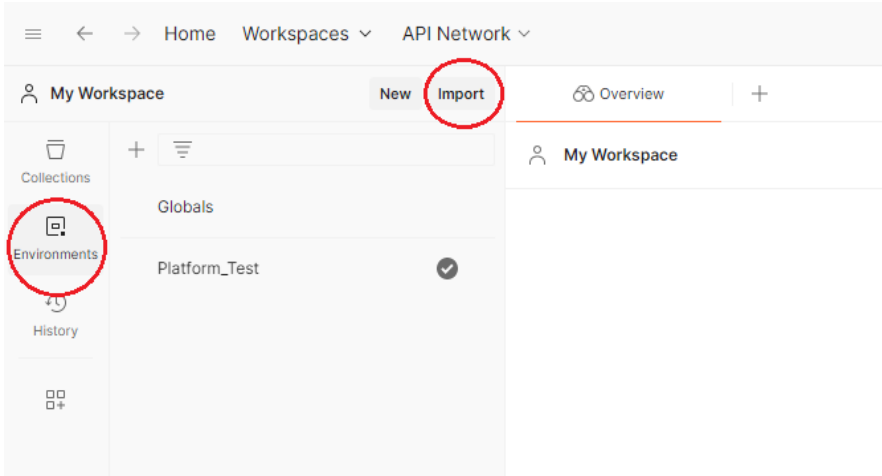 Home Workspaces API Network
My Workspace New Import Overview
Collections
My Workspace
Globals
Environments
Platform_Test
History